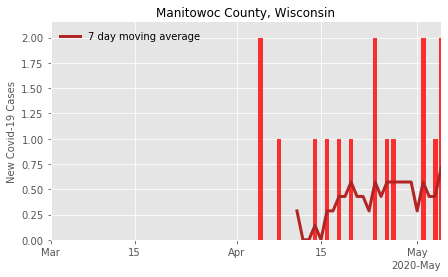 Manitowoc County, Wisconsin
7 day moving average
New Covid-19 Cases
2.00
1.75
1.50
1.25
1.00
0.75
0.50
0.25
0.00
Mar
15
Apr
15
May
2020-May